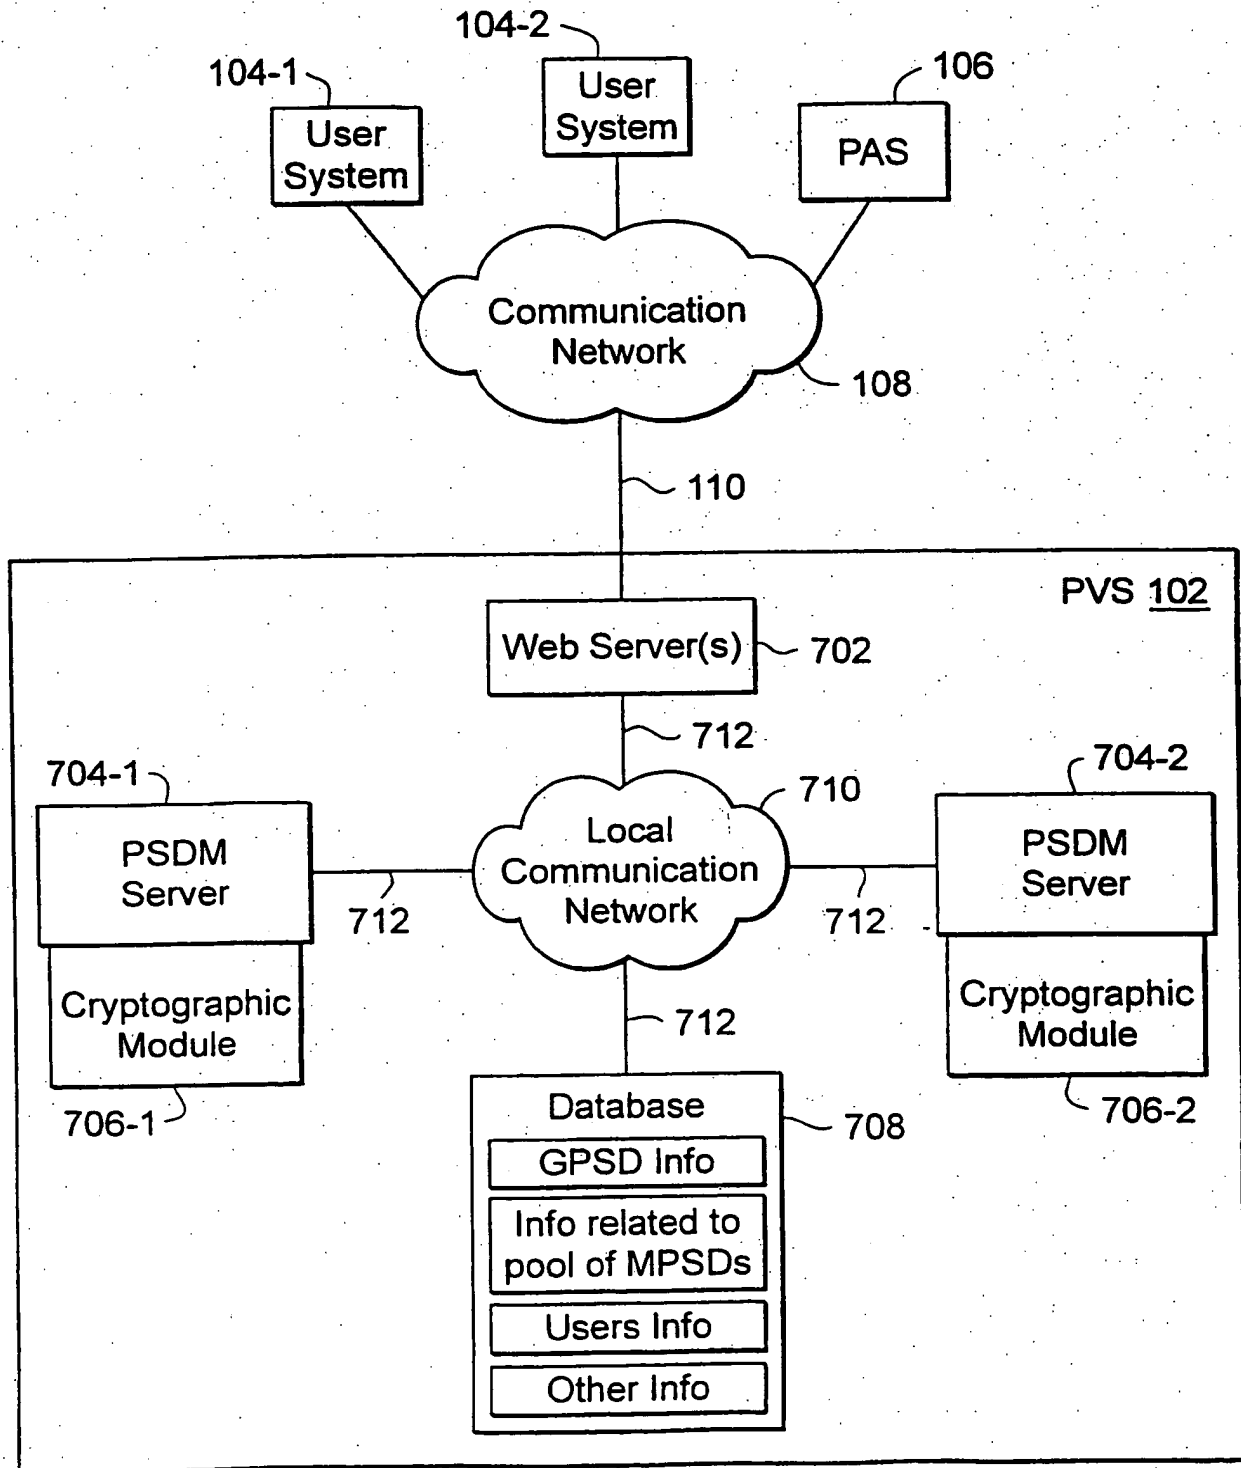 104-2
104-1
106
User
System
User
System
PAS
Communication
Network
108
110
PVS 102
Web Server(s)
702
712
704-1
704-2
710
PSDM
Server
Local
Communication
Network
PSDM
Server
712
712
Cryptographic
Module
Cryptographic
Module
712
706-1
706-2
Database
708
GPSD Info
Info related to
pool of MPSDs
Users Info
Other Info